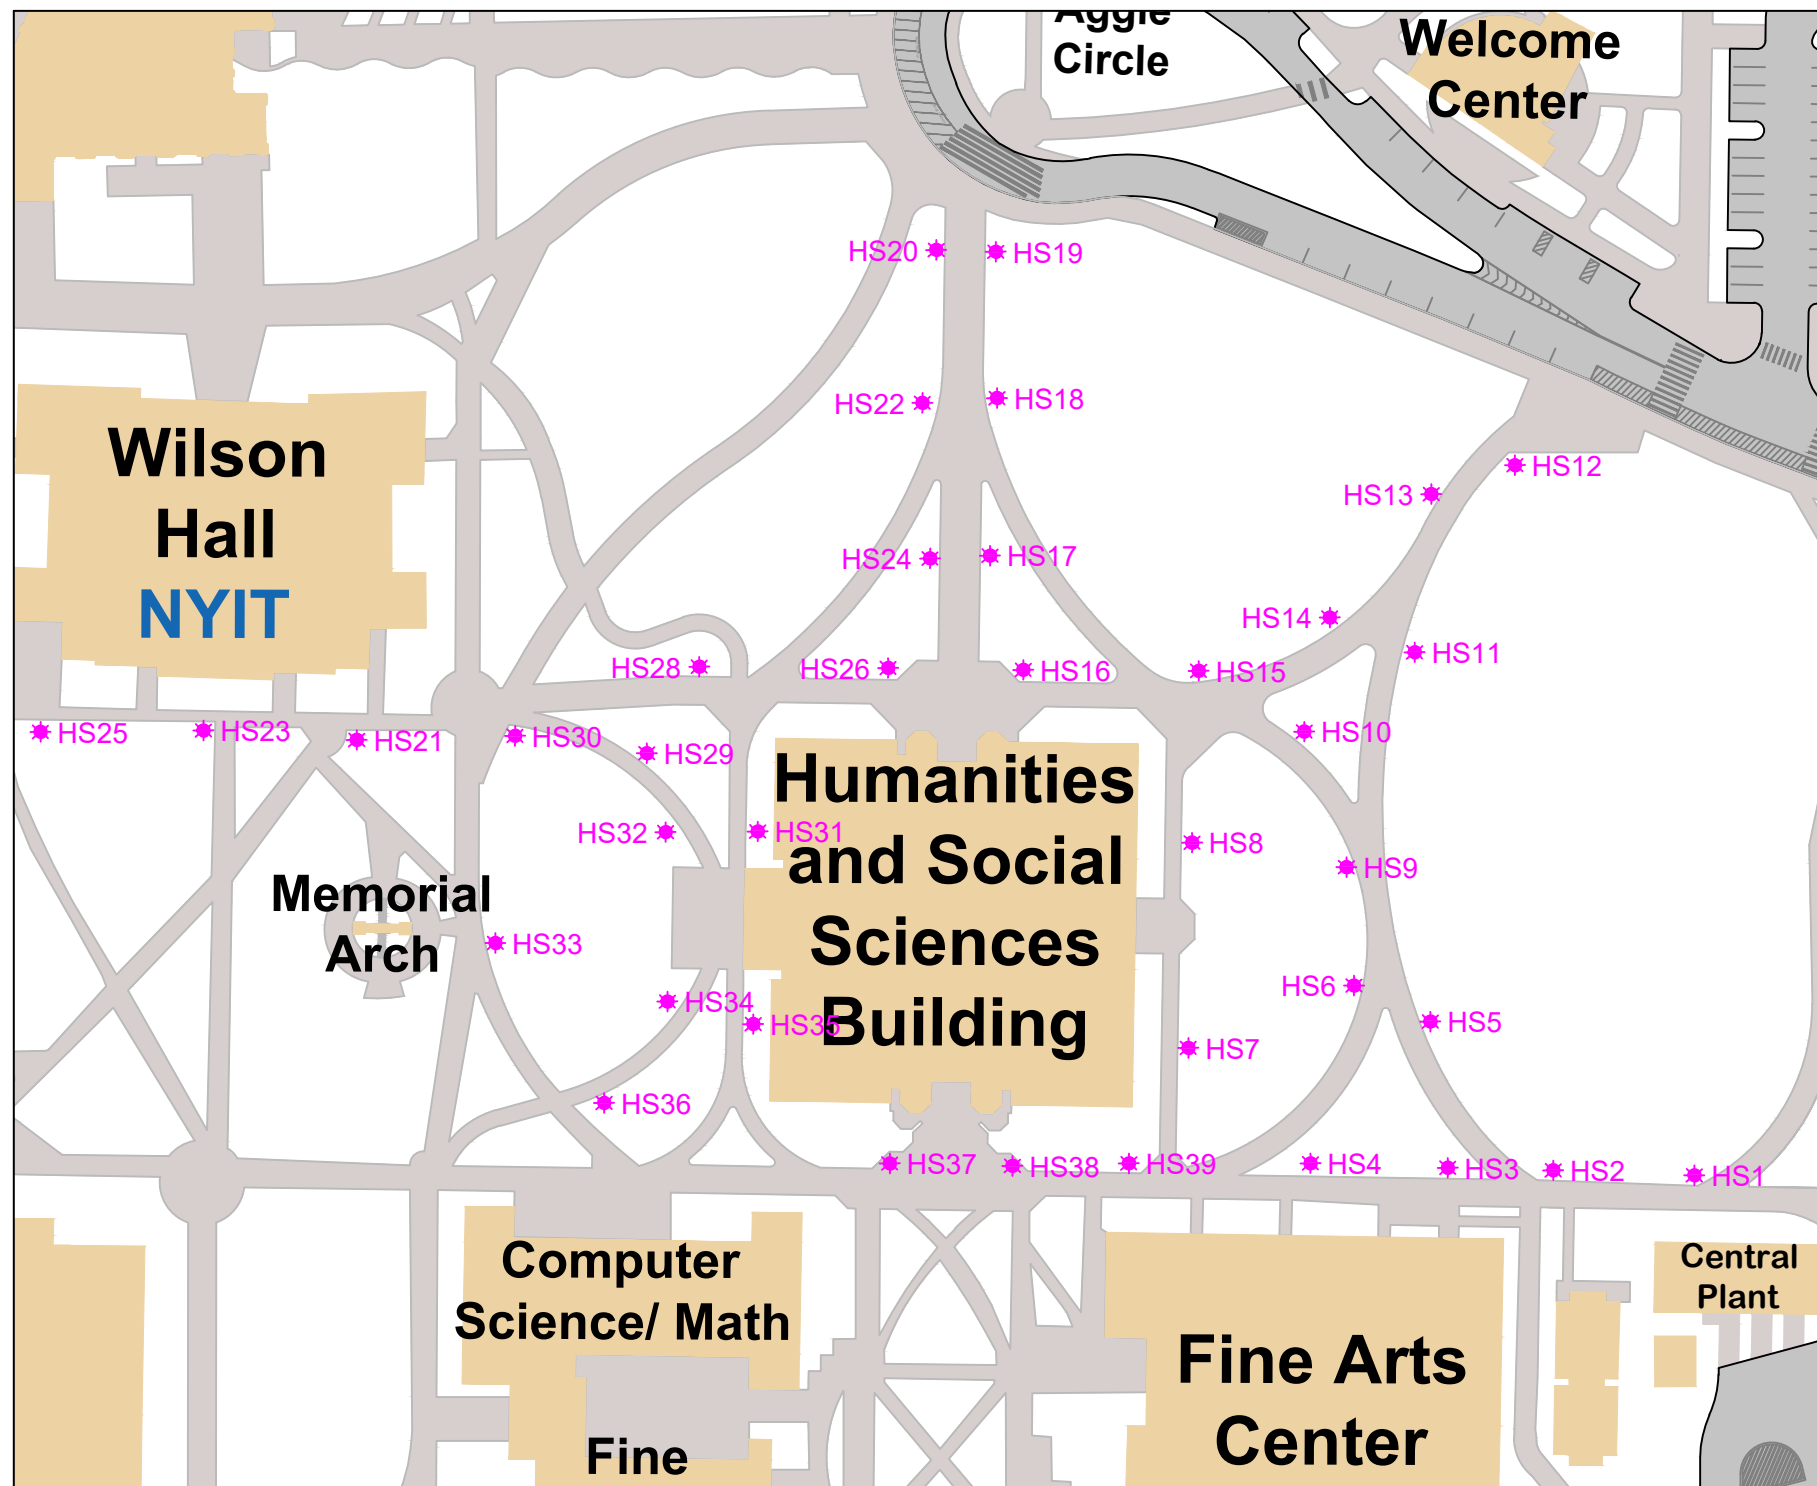 Aggie
Circle
Welcome
Center
HS20
HS19
HS22
HS18
Wilson
Hall
NYIT
HS12
HS13
HS24
HS17
HS14
HS11
HS28
HS26
HS16
HS15
HS25
HS23
HS21
HS30
HS29
HS10
Humanities
and Social
Sciences
Building
HS32
HS31
HS8
HS9
Memorial
Arch
HS33
HS6
HS34
HS35
HS5
HS7
HS36
HS37
HS38
HS39
HS4
HS3
HS2
HS1
Computer
Science/ Math
Central
Plant
Fine Arts
Center
Fine